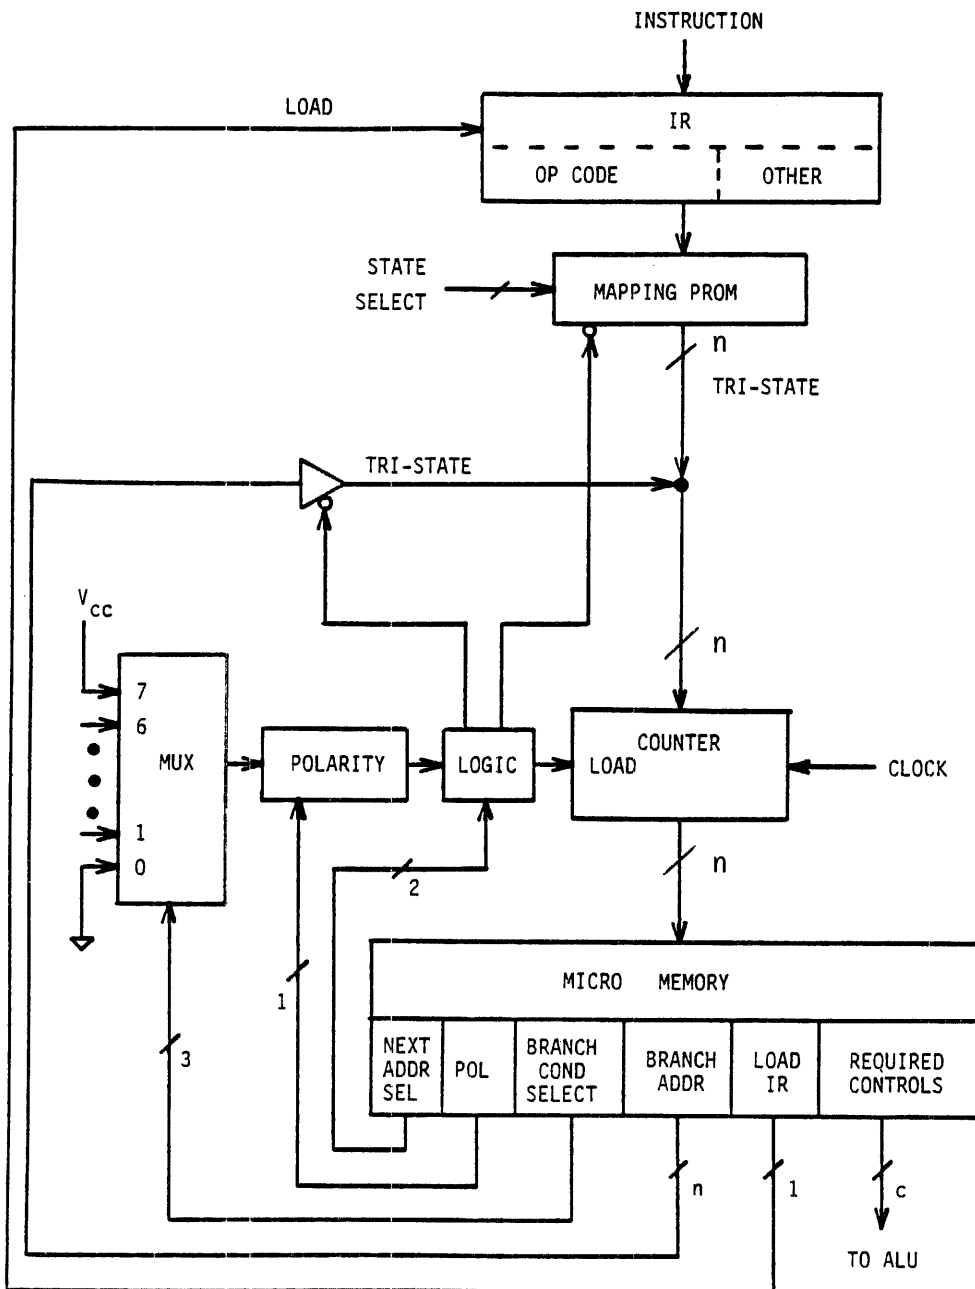 INSTRUCTION
LOAD
IR
OP CODE
OTHER
STATE
SELECT
MAPPING PROM
n
TRI-STATE
TRI-STATE
Vcc
n
7
6
MUX
1
0
POLARITY
LOGIC
COUNTER
LOAD
CLOCK
2
n
MICRO MEMORY
1
3
NEXT
ADDR
SEL
POL
BRANCH
COND
SELECT
BRANCH
ADDR
LOAD
IR
REQUIRED
CONTROLS
n
1
c
TO ALU